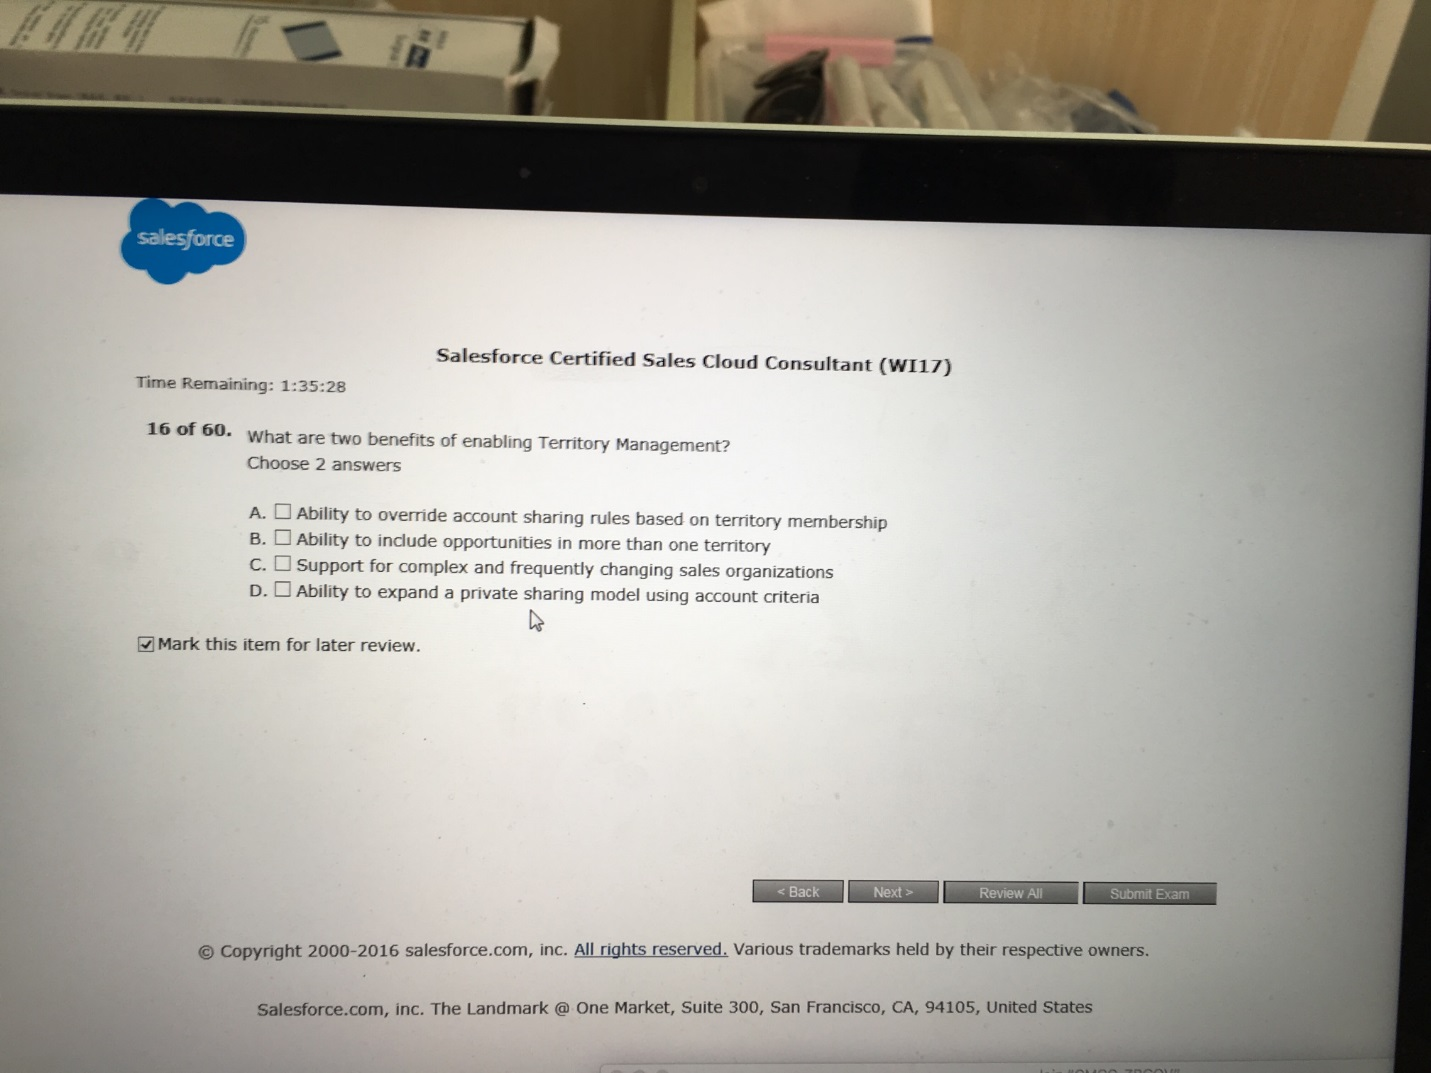 salesforce
Salesforce Certified Sales Cloud Consultant (WI17)
Time Remaining: 1:35:28
16 of 60. What are two benefits of enabling Territory Management?
Choose 2 answers
A. Ability to override account sharing rules based on territory membership
B. Ability to include opportunities in more than one territory
C. Support for complex and frequently changing sales organizations
D. Ability to expand a private sharing model using account criteria
Mark this item for later review.
< Back Next > Review All Submit Exam
© Copyright 2000-2016 salesforce.com, inc. All rights reserved. Various trademarks held by their respective owners.
Salesforce.com, inc. The Landmark @ One Market, Suite 300, San Francisco, CA, 94105, United States